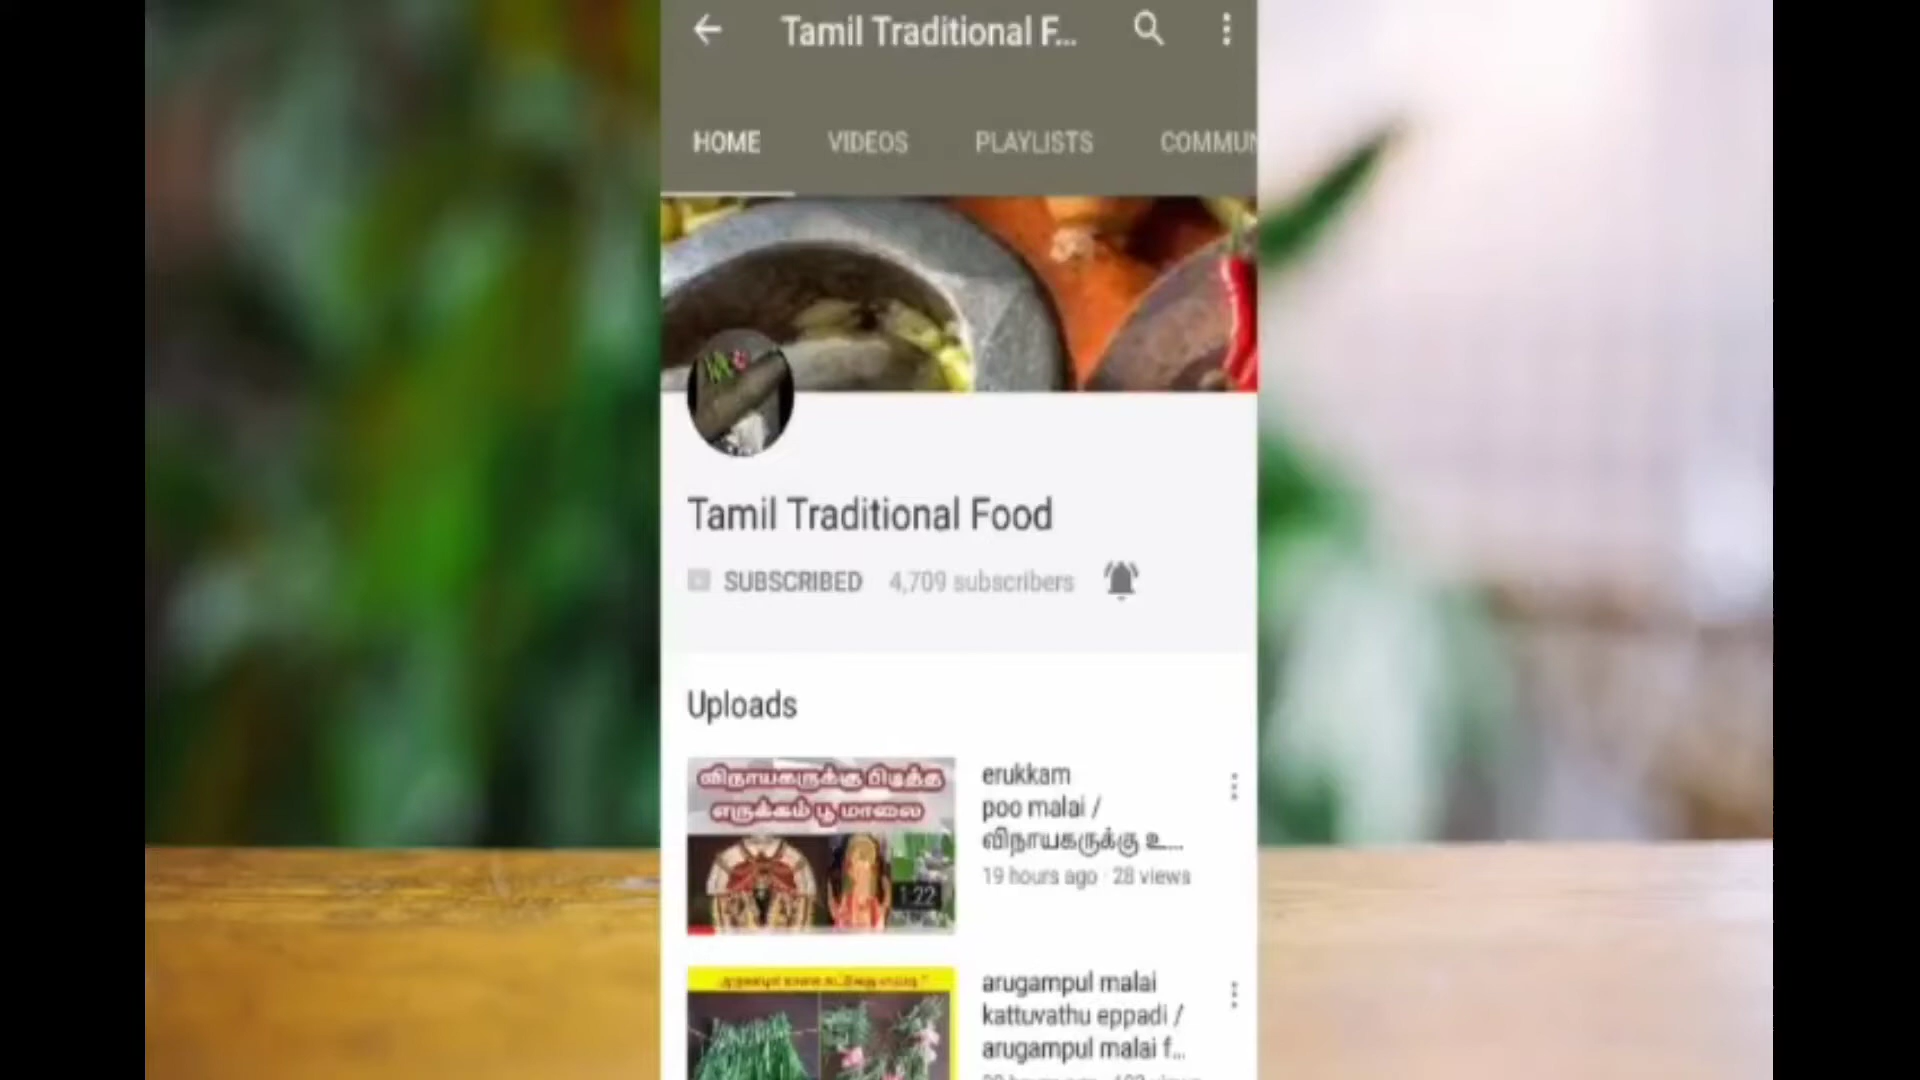 Tamil Traditional F...
HOME VIDEOS PLAYLISTS COMMUN
Tamil Traditional Food
SUBSCRIBED 4,709 subscribers
Uploads
விநாயகருக்கு பிடித்த
எருக்கம் பூ மாலை
1:22
erukkam
poo malai /
விநாயகருக்கு உ...
19 hours ago · 28 views
arugampul malai
kattuvathu eppadi /
arugampul malai f...